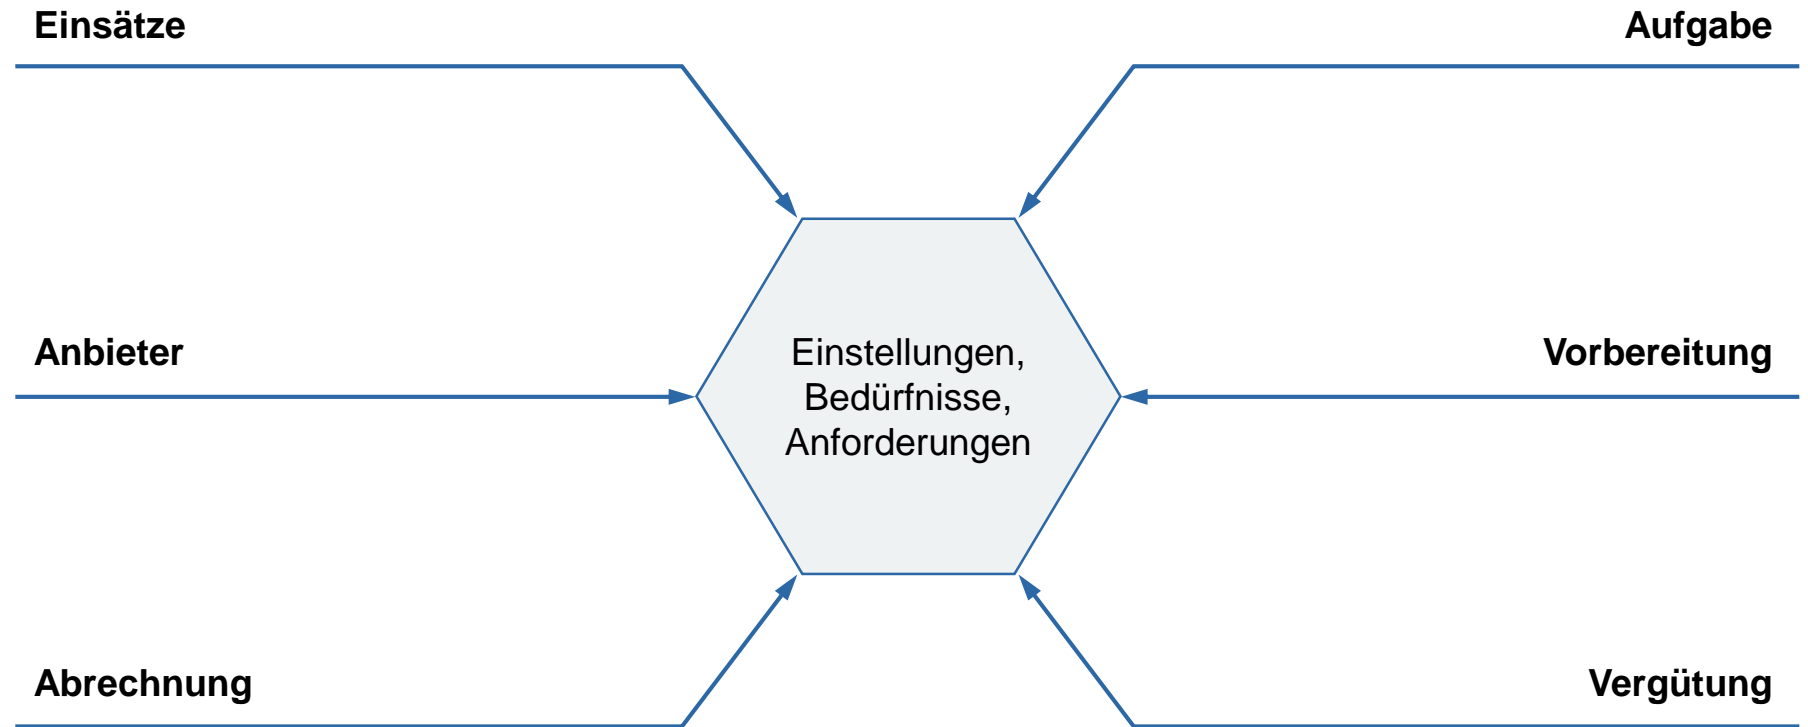 Einsätze
Aufgabe
Anbieter
Einstellungen,
Bedürfnisse,
Anforderungen
Vorbereitung
Abrechnung
Vergütung